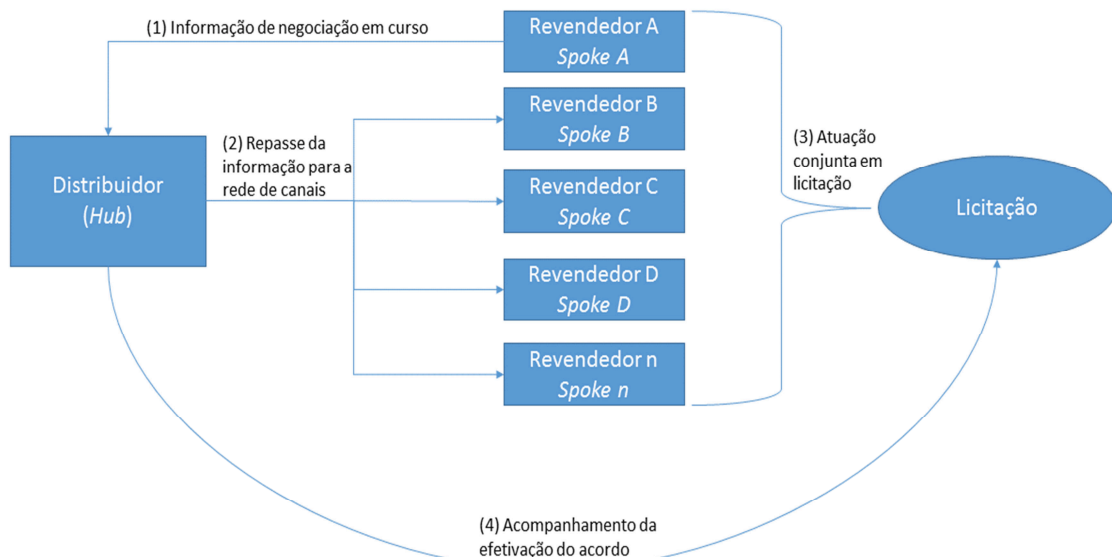 (1) Informação de negociação em curso
Revendedor A
Spoke A
Revendedor B
Spoke B
(2) Repasse da
informação para a
rede de canais
(3) Atuação
conjunta em
licitação
Distribuidor
(Hub)
Revendedor C
Spoke C
Licitação
Revendedor D
Spoke D
Revendedor n
Spoke n
(4) Acompanhamento da
efetivação do acordo